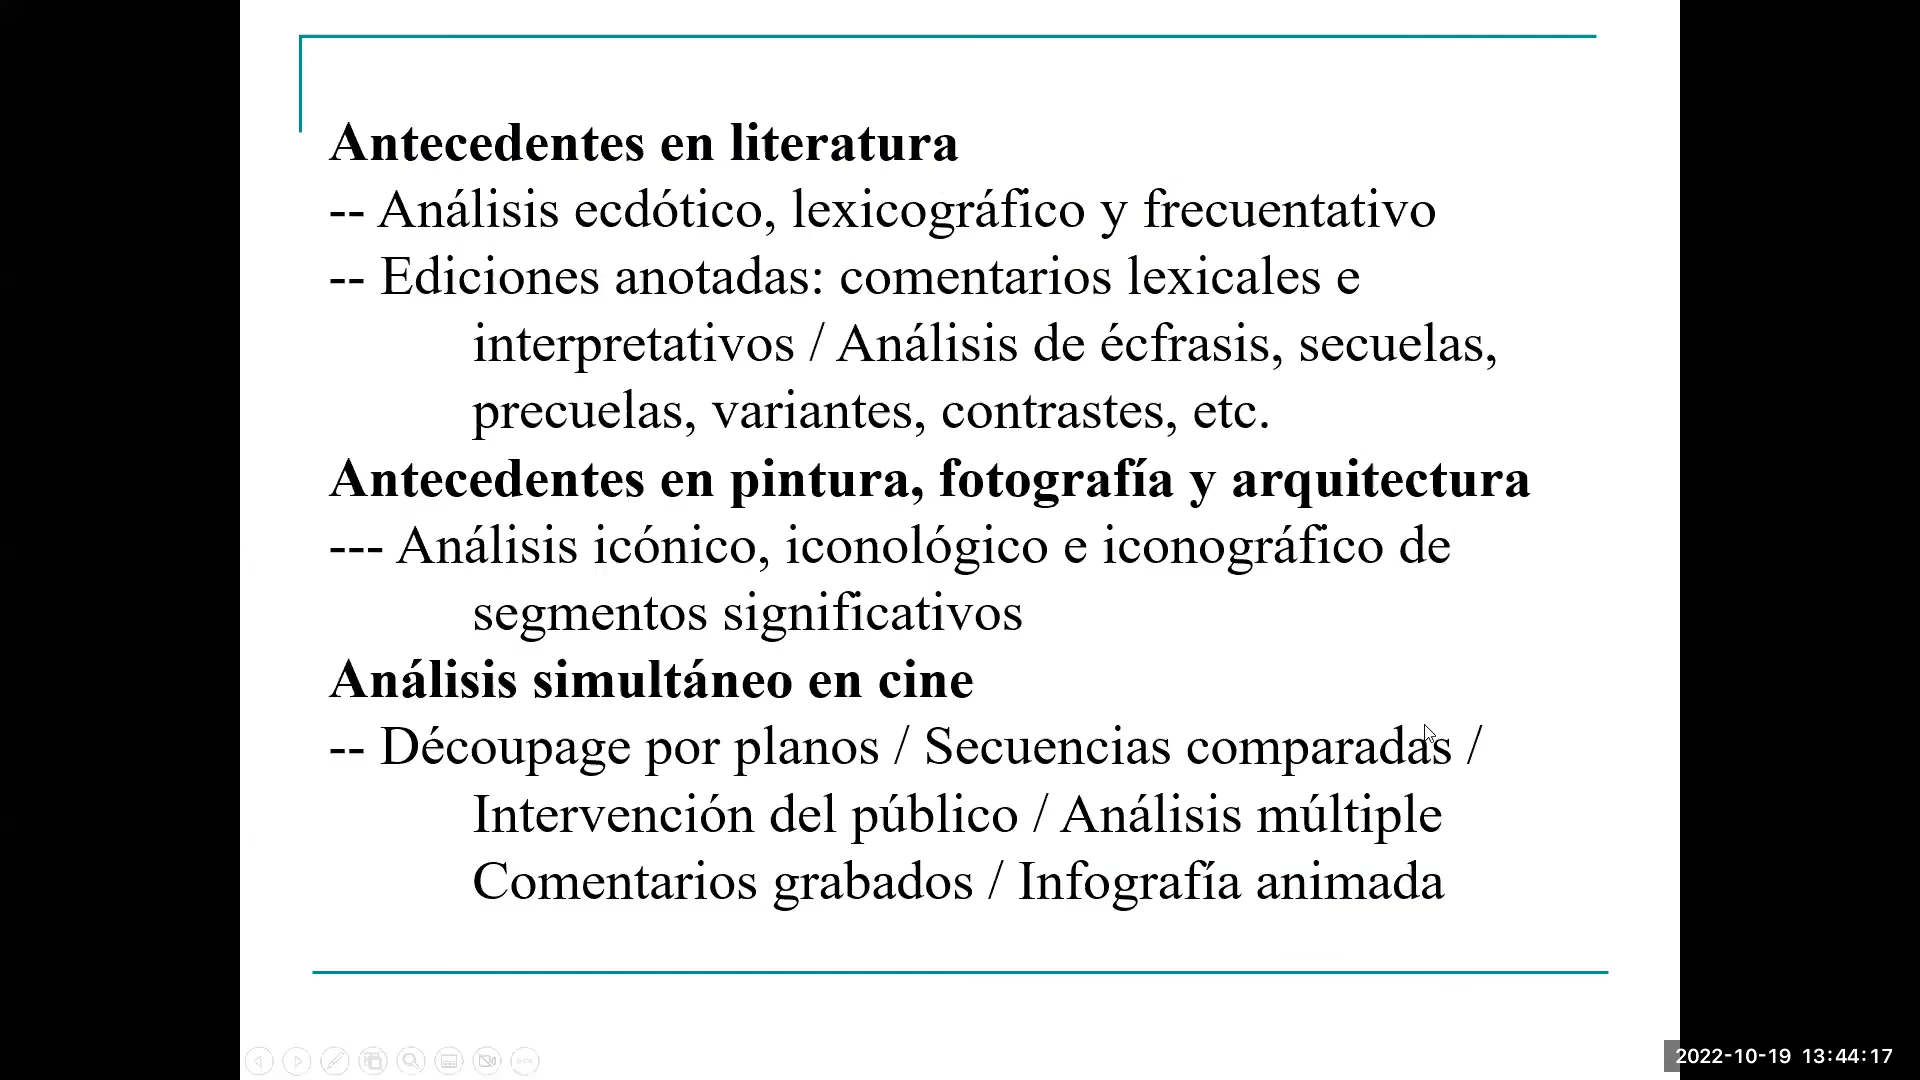 Antecedentes en literatura
-- Análisis ecdótico, lexicográfico y frecuentativo
-- Ediciones anotadas: comentarios lexicales e
interpretativos / Análisis de écfrasis, secuelas,
precuelas, variantes, contrastes, etc.
Antecedentes en pintura, fotografía y arquitectura
--- Análisis icónico, iconológico e iconográfico de
segmentos significativos
Análisis simultáneo en cine
-- Découpage por planos / Secuencias comparadas /
Intervención del público / Análisis múltiple
Comentarios grabados / Infografía animada
2022-10-19 13:44:17